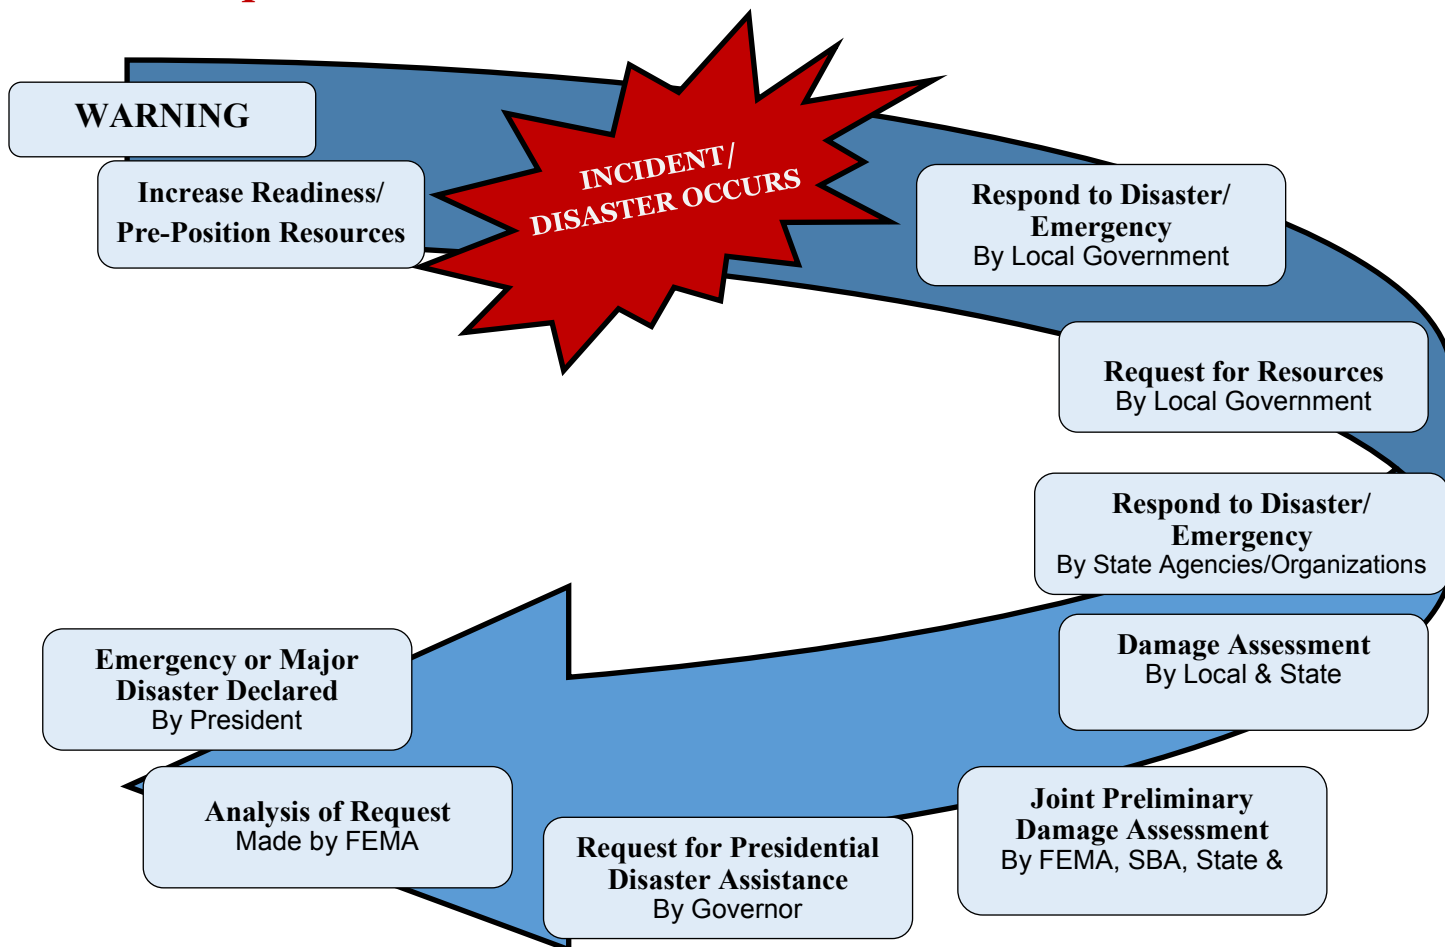 WARNING
Increase Readiness/
Pre-Position Resources
INCIDENT/
DISASTER OCCURS
Respond to Disaster/
Emergency
By Local Government
Request for Resources
By Local Government
Respond to Disaster/
Emergency
By State Agencies/Organizations
Damage Assessment
By Local & State
Joint Preliminary
Damage Assessment
By FEMA, SBA, State &
Request for Presidential
Disaster Assistance
By Governor
Analysis of Request
Made by FEMA
Emergency or Major
Disaster Declared
By President